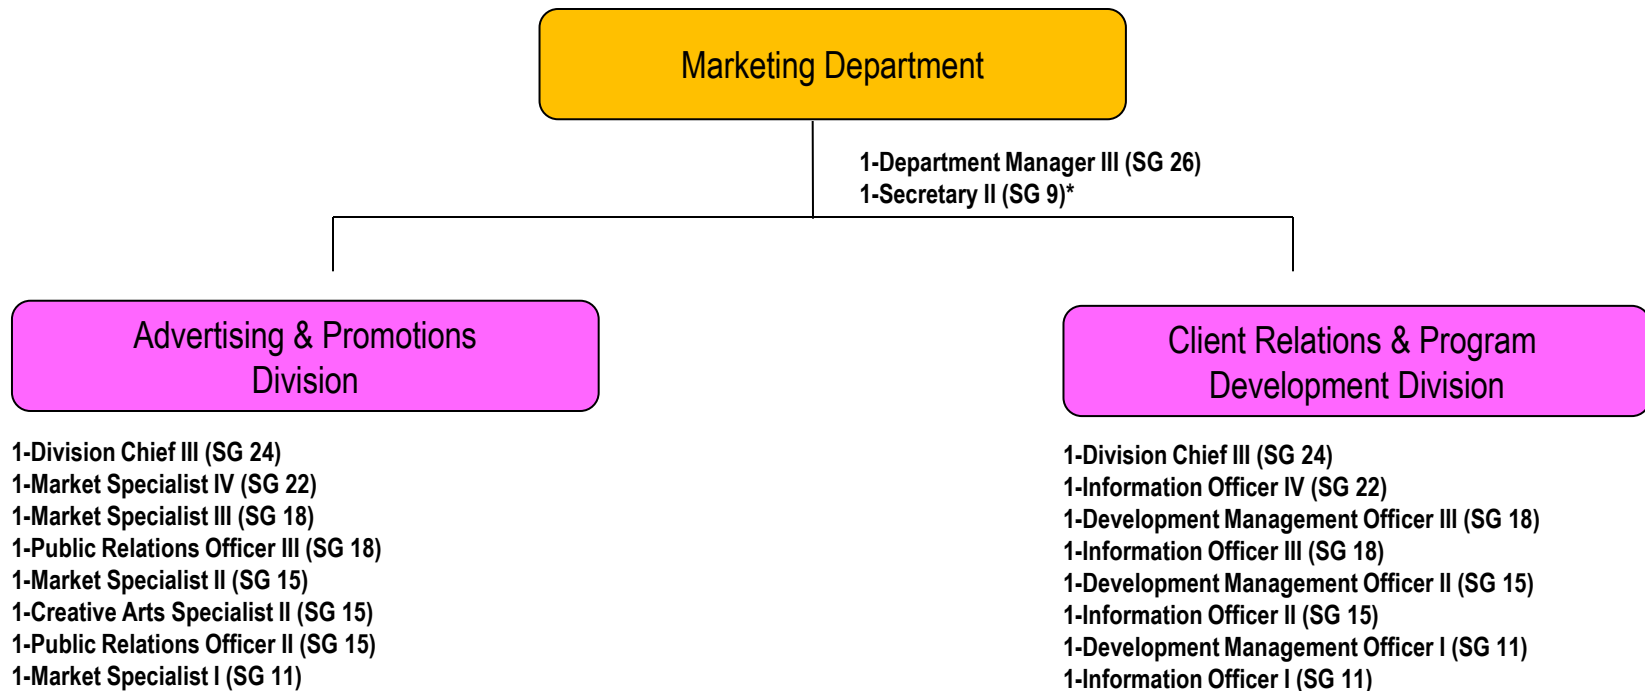 Marketing Department
1-Department Manager III (SG 26)
1-Secretary II (SG 9)*
Advertising & Promotions
Division
1-Division Chief III (SG 24)
1-Market Specialist IV (SG 22)
1-Market Specialist III (SG 18)
1-Public Relations Officer III (SG 18)
1-Market Specialist II (SG 15)
1-Creative Arts Specialist II (SG 15)
1-Public Relations Officer II (SG 15)
1-Market Specialist I (SG 11)
Client Relations & Program
Development Division
1-Division Chief III (SG 24)
1-Information Officer IV (SG 22)
1-Development Management Officer III (SG 18)
1-Information Officer III (SG 18)
1-Development Management Officer II (SG 15)
1-Information Officer II (SG 15)
1-Development Management Officer I (SG 11)
1-Information Officer I (SG 11)